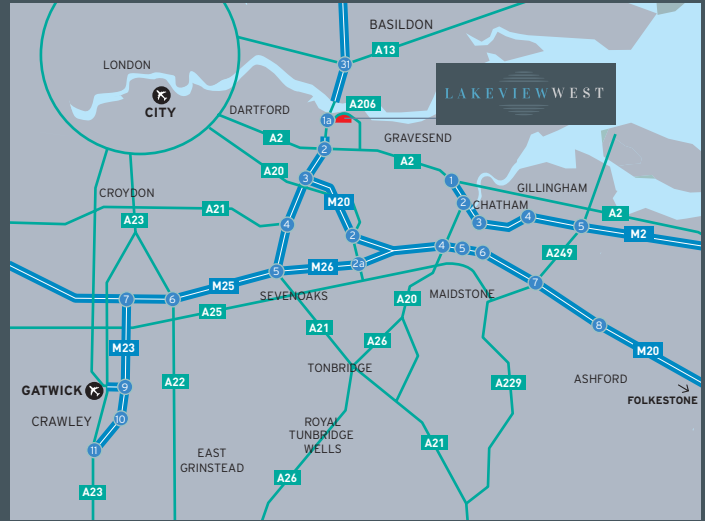 BASILDON
A13
LONDON
31
LAKEVIEWWEST
CITY
DARTFORD
A206
1a
A2
GRAVESEND
2
A2
A20
3
1
GILLINGHAM
CROYDON
M20
2
CHATHAM
A2
A23
A21
4
3
4
5
M2
2
4
5
6
A249
M26
2a
5
M25
7
6
SEVENOAKS
A20
MAIDSTONE
7
A25
A21
A26
8
M23
M20
TONBRIDGE
GATWICK
9
A22
A229
ASHFORD
FOLKESTONE
CRAWLEY
10
ROYAL
TUNBRIDGE
WELLS
11
EAST
GRINSTEAD
A21
A26
A23